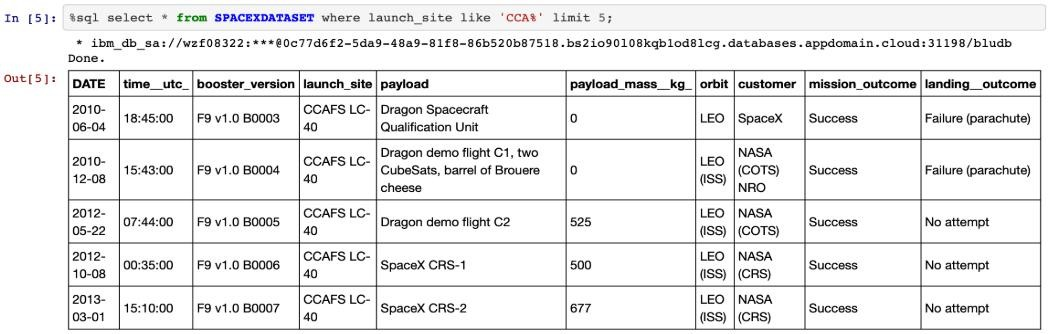 In [5]: %sql select * from SPACEXDATASET where launch_site like 'CCA%' limit 5;
* ibm_db_sa://wzf08322:***@0c77d6f2-5da9-48a9-81f8-86b520b87518.bs2io90l08kqb1od8lcg.databases.appdomain.cloud:31198/bludb
Done.
Out[5]:
DATE time__utc_ booster_version launch_site payload payload_mass__kg_ orbit customer mission_outcome landing__outcome
2010-06-04 18:45:00 F9 v1.0 B0003 CCAFS LC-40 Dragon Spacecraft Qualification Unit 0 LEO SpaceX Success Failure (parachute)
2010-12-08 15:43:00 F9 v1.0 B0004 CCAFS LC-40 Dragon demo flight C1, two CubeSats, barrel of Brouere cheese 0 LEO (ISS) NASA (COTS) NRO Success Failure (parachute)
2012-05-22 07:44:00 F9 v1.0 B0005 CCAFS LC-40 Dragon demo flight C2 525 LEO (ISS) NASA (COTS) Success No attempt
2012-10-08 00:35:00 F9 v1.0 B0006 CCAFS LC-40 SpaceX CRS-1 500 LEO (ISS) NASA (CRS) Success No attempt
2013-03-01 15:10:00 F9 v1.0 B0007 CCAFS LC-40 SpaceX CRS-2 677 LEO (ISS) NASA (CRS) Success No attempt